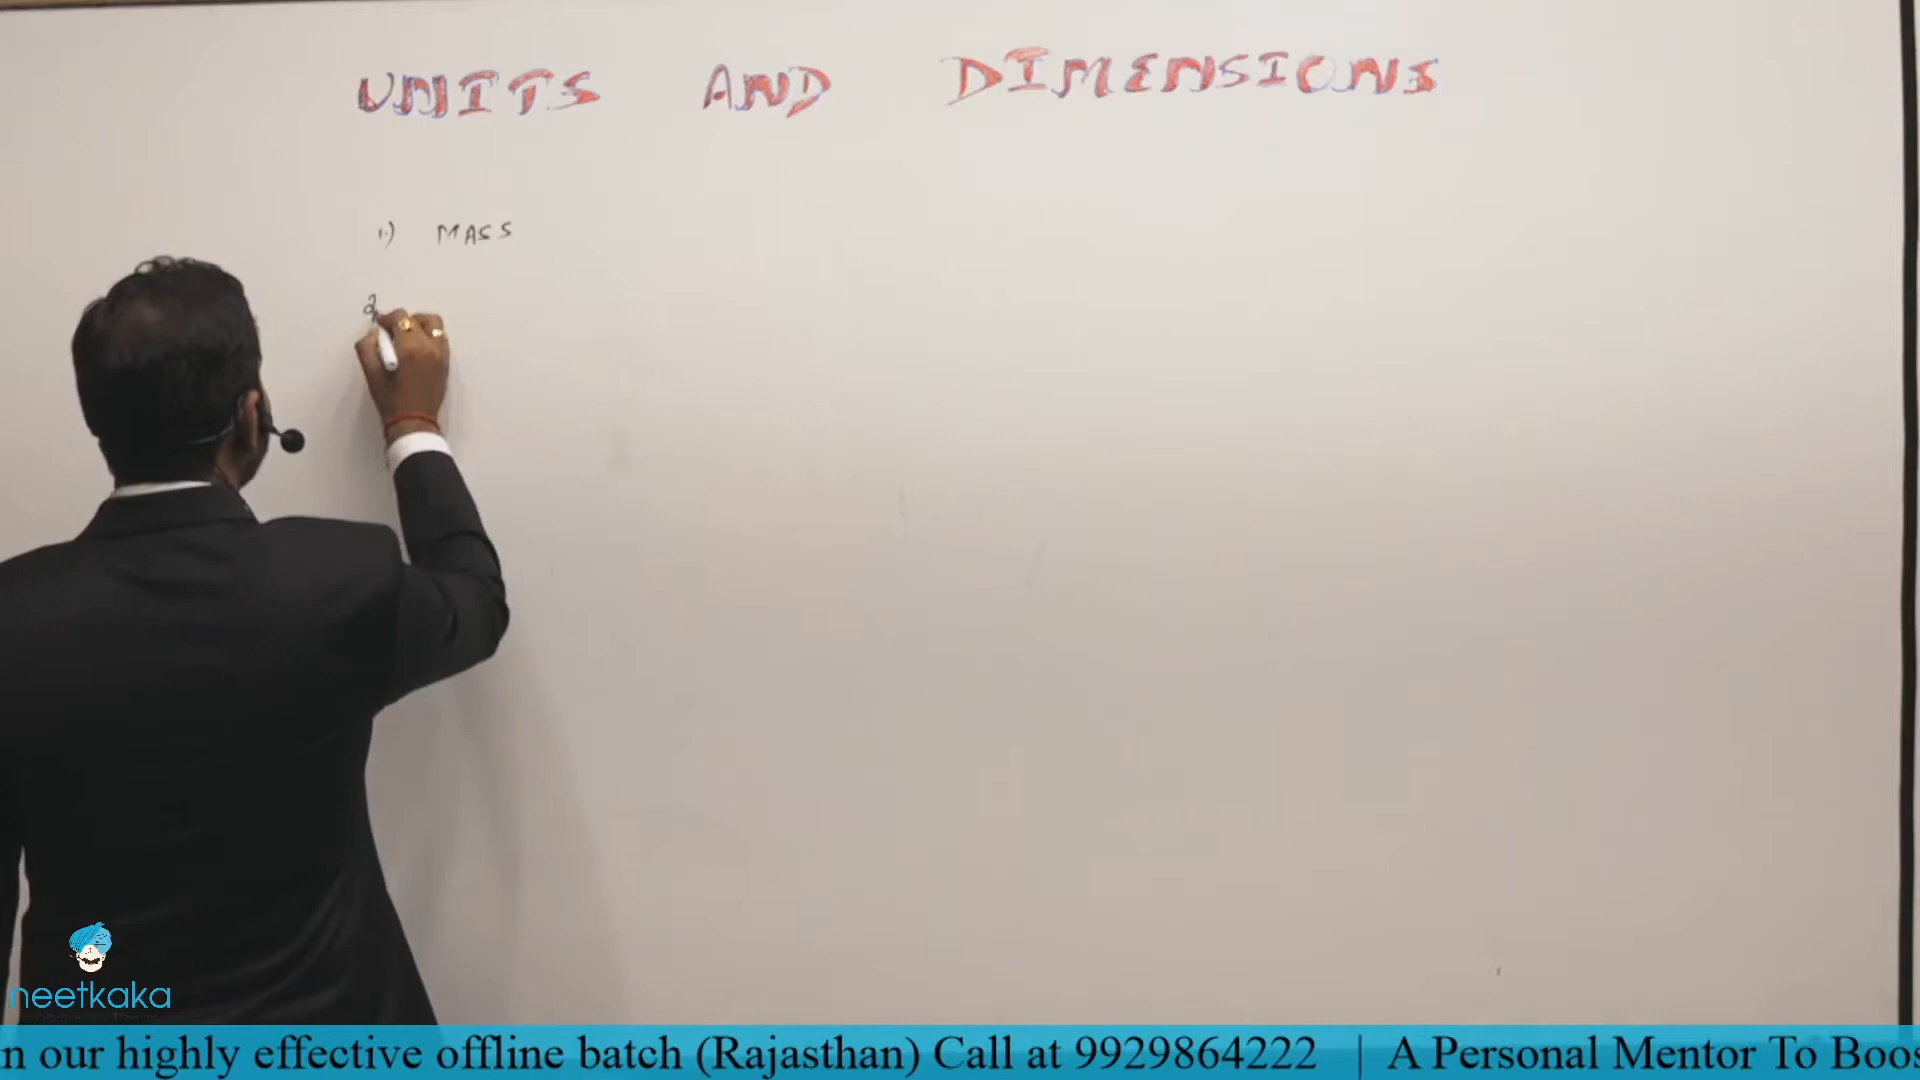 UNITS AND DIMENSIONS
1.) MASS
2
neetkaka
n our highly effective offline batch (Rajasthan) Call at 9929864222 | A Personal Mentor To Boos